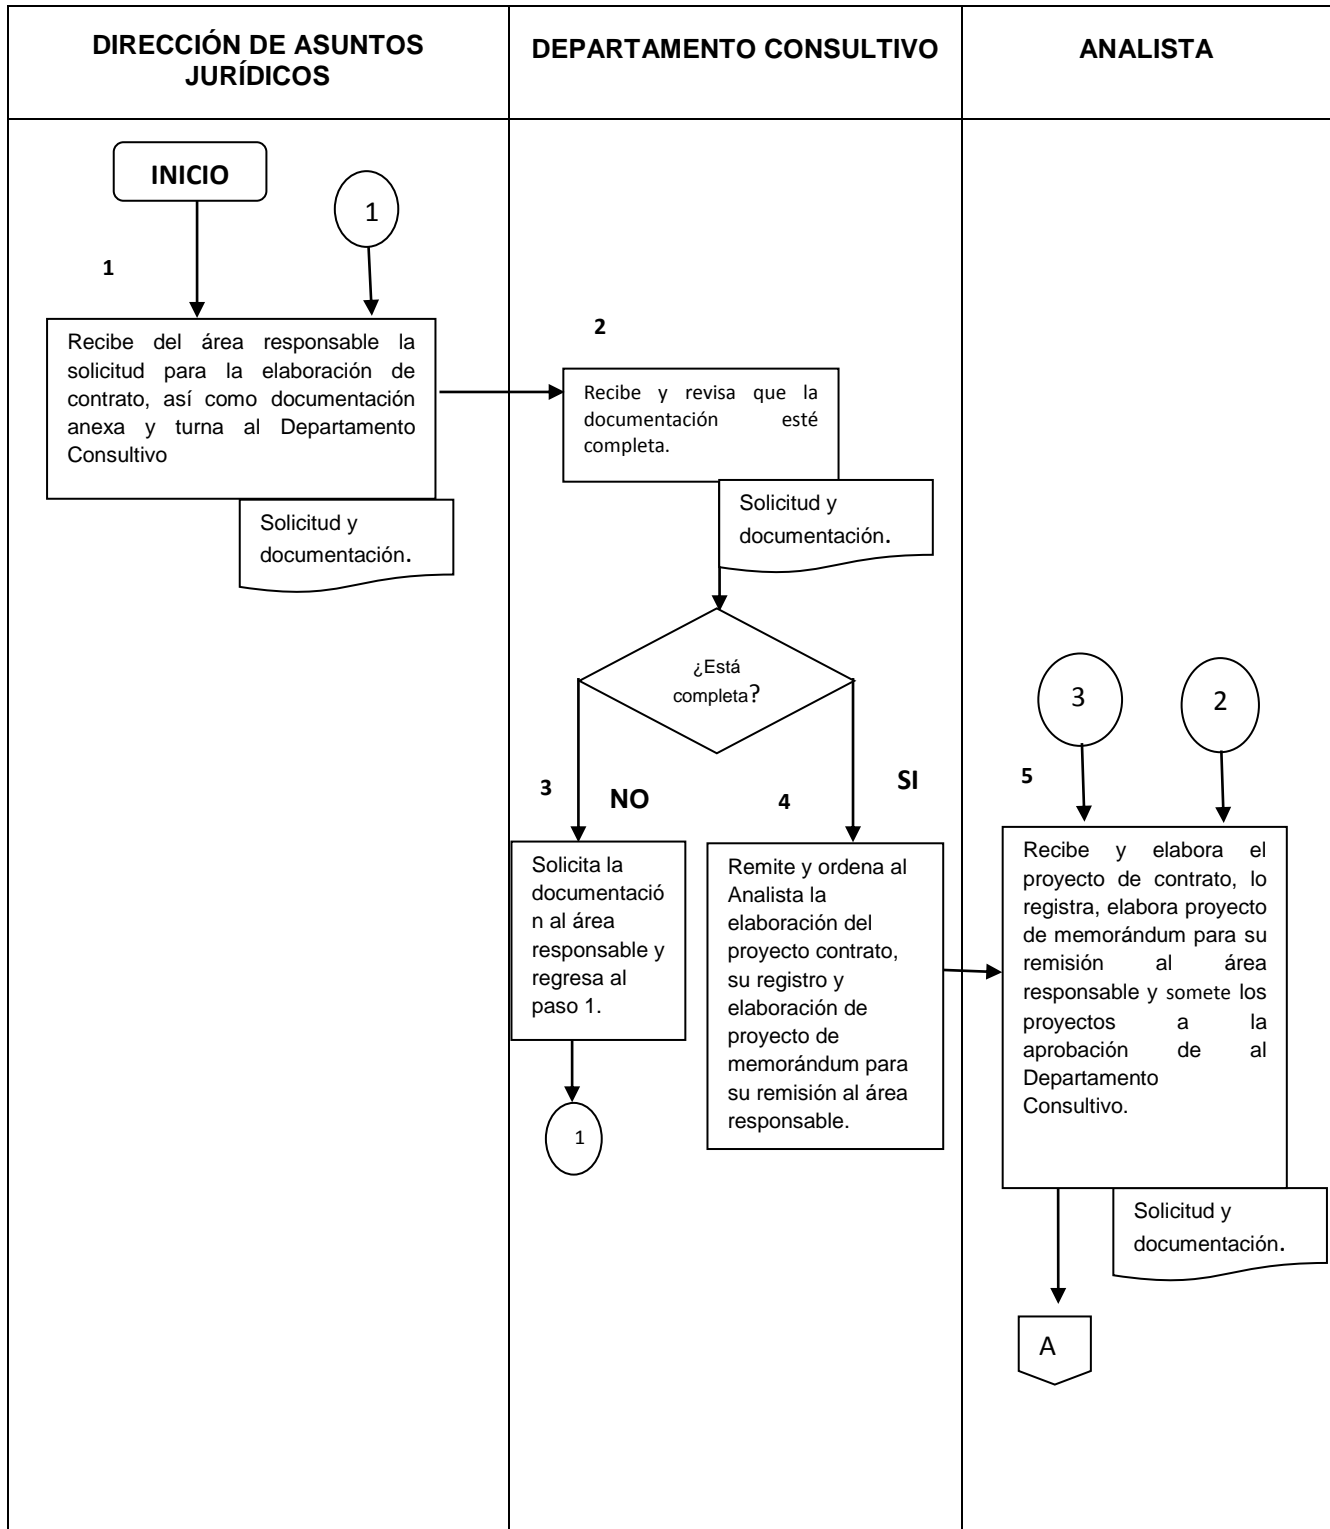 DIRECCIÓN DE ASUNTOS
JURÍDICOS
DEPARTAMENTO CONSULTIVO
ANALISTA
INICIO
1
1
Recibe del área responsable la
solicitud para la elaboración de
contrato, así como documentación
anexa y turna al Departamento
Consultivo
Solicitud y
documentación.
2
Recibe y revisa que la
documentación esté
completa.
Solicitud y
documentación.
¿Está
completa?
3
NO
4
SI
Solicita la
documentació
n al área
responsable y
regresa al
paso 1.
1
Remite y ordena al
Analista la
elaboración del
proyecto contrato,
su registro y
elaboración de
proyecto de
memorándum para
su remisión al área
responsable.
3
2
5
Recibe y elabora el
proyecto de contrato, lo
registra, elabora proyecto
de memorándum para su
remisión al área
responsable y somete los
proyectos a la
aprobación de al
Departamento
Consultivo.
Solicitud y
documentación.
A